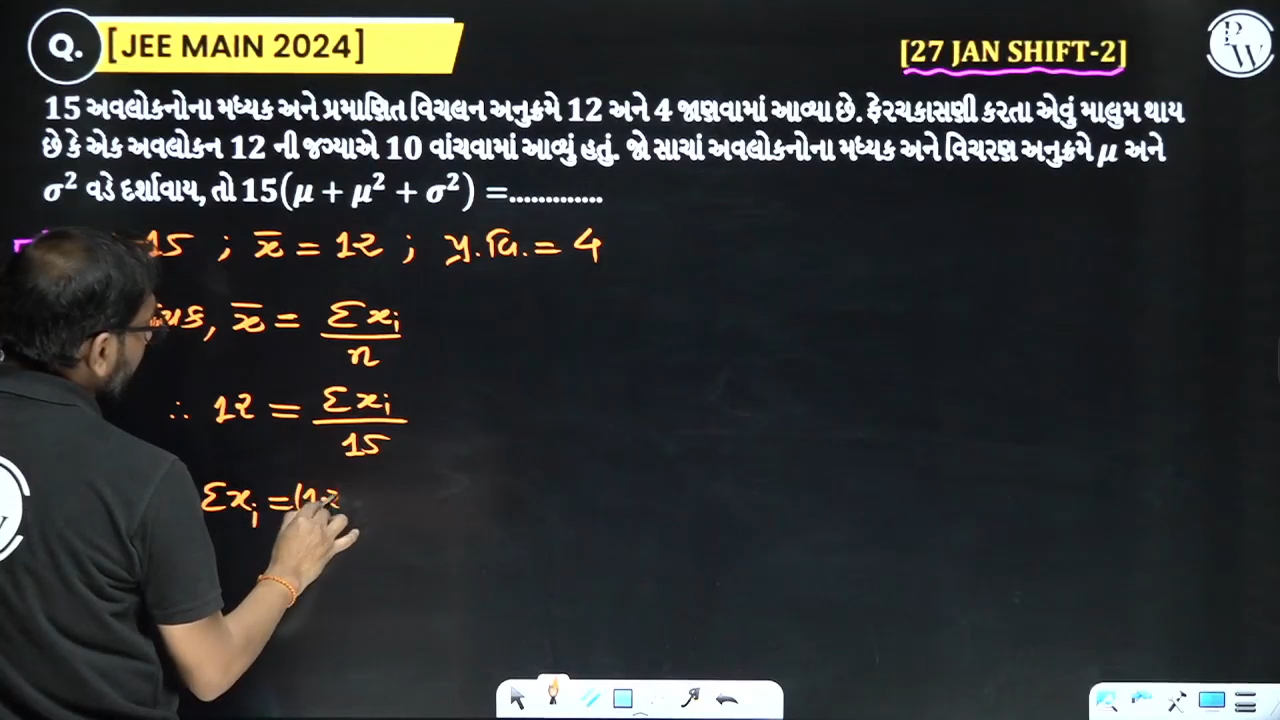 Q. [JEE MAIN 2024]
[27 JAN SHIFT-2]
PW
15 અવલોકનોના મધ્યક અને પ્રમાણિત વિચલન અનુક્રમે 12 અને 4 જાણવામાં આવ્યા છે. ફેરચકાસણી કરતા એવું માલુમ થાય
છે કે એક અવલોકન 12 ની જગ્યાએ 10 વાંચવામાં આવ્યું હતું. જો સાચાં અવલોકનોના મધ્યક અને વિચરણ અનુક્રમે μ અને
σ² વડે દર્શાવાય, તો 15(μ + μ² + σ²) =.............
15 ; x̄ = 12 ; પ્ર.વિ. = 4
x̄ = Σxᵢ / n
∴ 12 = Σxᵢ / 15
Σxᵢ = (12